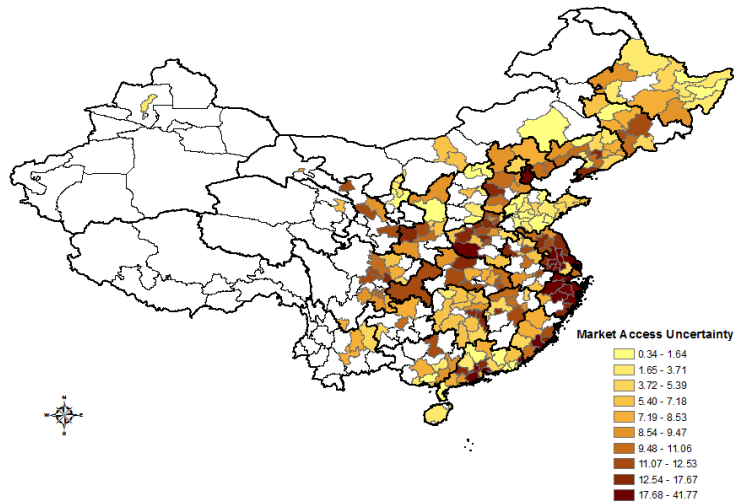 Market Access Uncertainty
0.34 - 1.64
1.65 - 3.71
3.72 - 5.39
5.40 - 7.18
7.19 - 8.53
8.54 - 9.47
9.48 - 11.06
11.07 - 12.53
12.54 - 17.67
17.68 - 41.77
N
W E
S